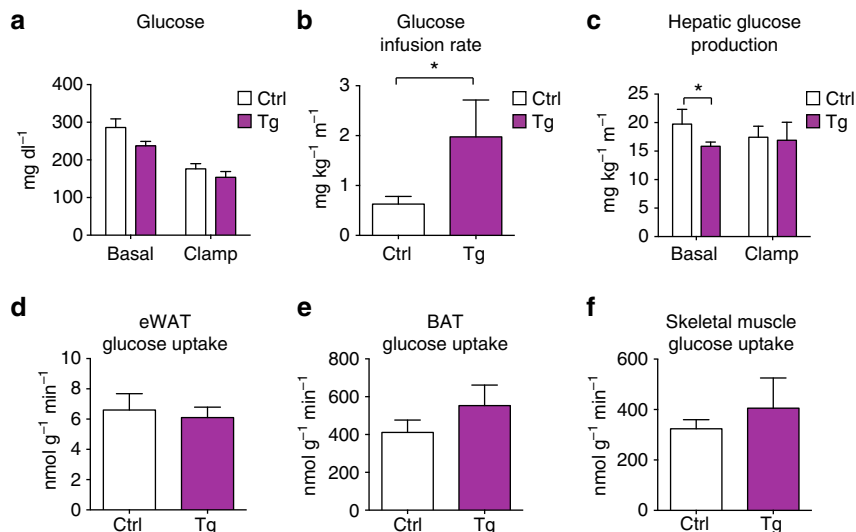 a
Glucose
mg dl⁻¹
400
300
200
100
0
Basal
Clamp
Ctrl
Tg
b
Glucose
infusion rate
*
mg kg⁻¹ m⁻¹
3
2
1
0
Ctrl
Tg
c
Hepatic glucose
production
*
mg kg⁻¹ m⁻¹
25
20
15
10
5
0
Basal
Clamp
Ctrl
Tg
d
eWAT
glucose uptake
nmol g⁻¹ min⁻¹
10
8
6
4
2
0
Ctrl
Tg
e
BAT
glucose uptake
nmol g⁻¹ min⁻¹
800
600
400
200
0
Ctrl
Tg
f
Skeletal muscle
glucose uptake
nmol g⁻¹ min⁻¹
600
400
200
0
Ctrl
Tg